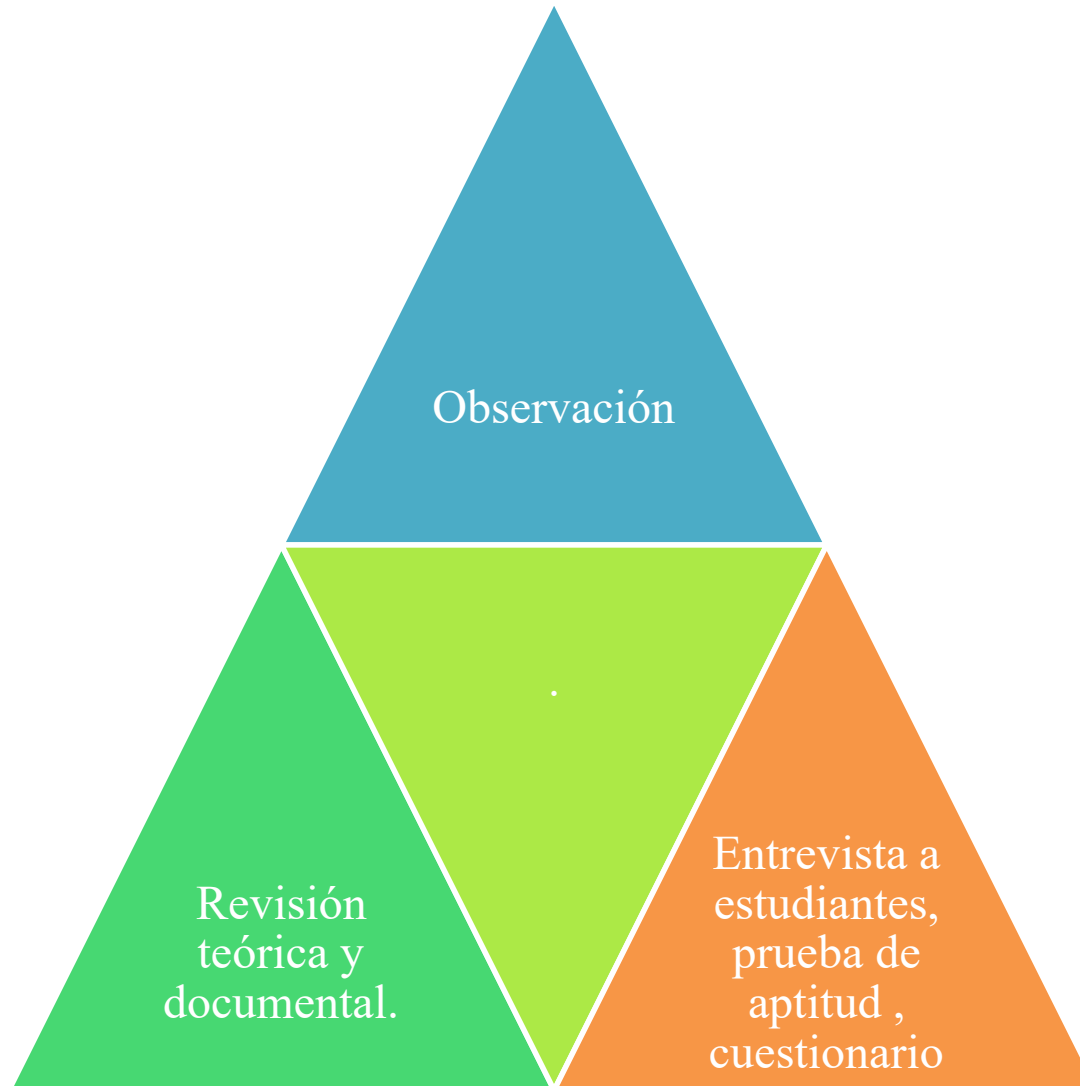 Observación
.
Revisión
teórica y
documental.
Entrevista a
estudiantes,
prueba de
aptitud ,
cuestionario